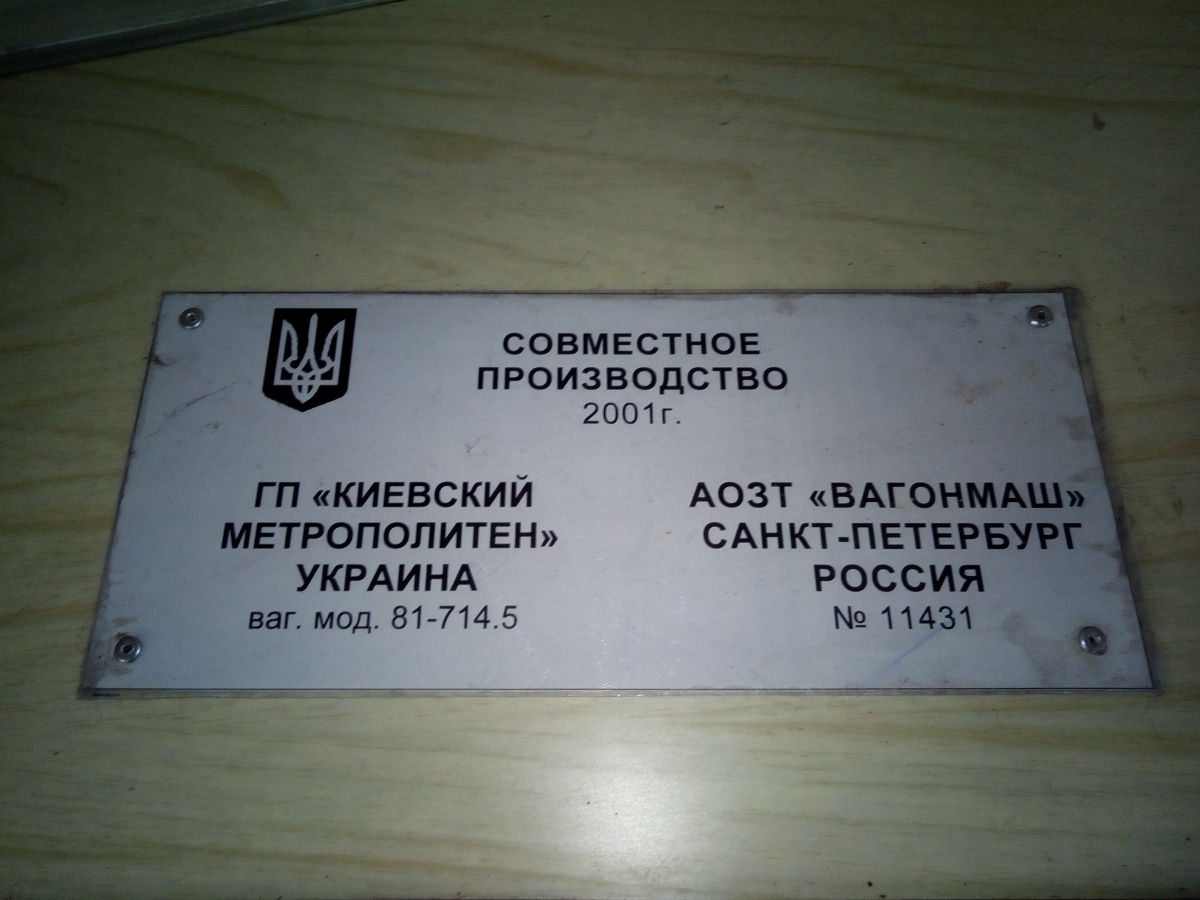 СОВМЕСТНОЕ
ПРОИЗВОДСТВО
2001г.
ГП «КИЕВСКИЙ
МЕТРОПОЛИТЕН»
УКРАИНА
ваг. мод. 81-714.5
АОЗТ «ВАГОНМАШ»
САНКТ-ПЕТЕРБУРГ
РОССИЯ
№ 11431